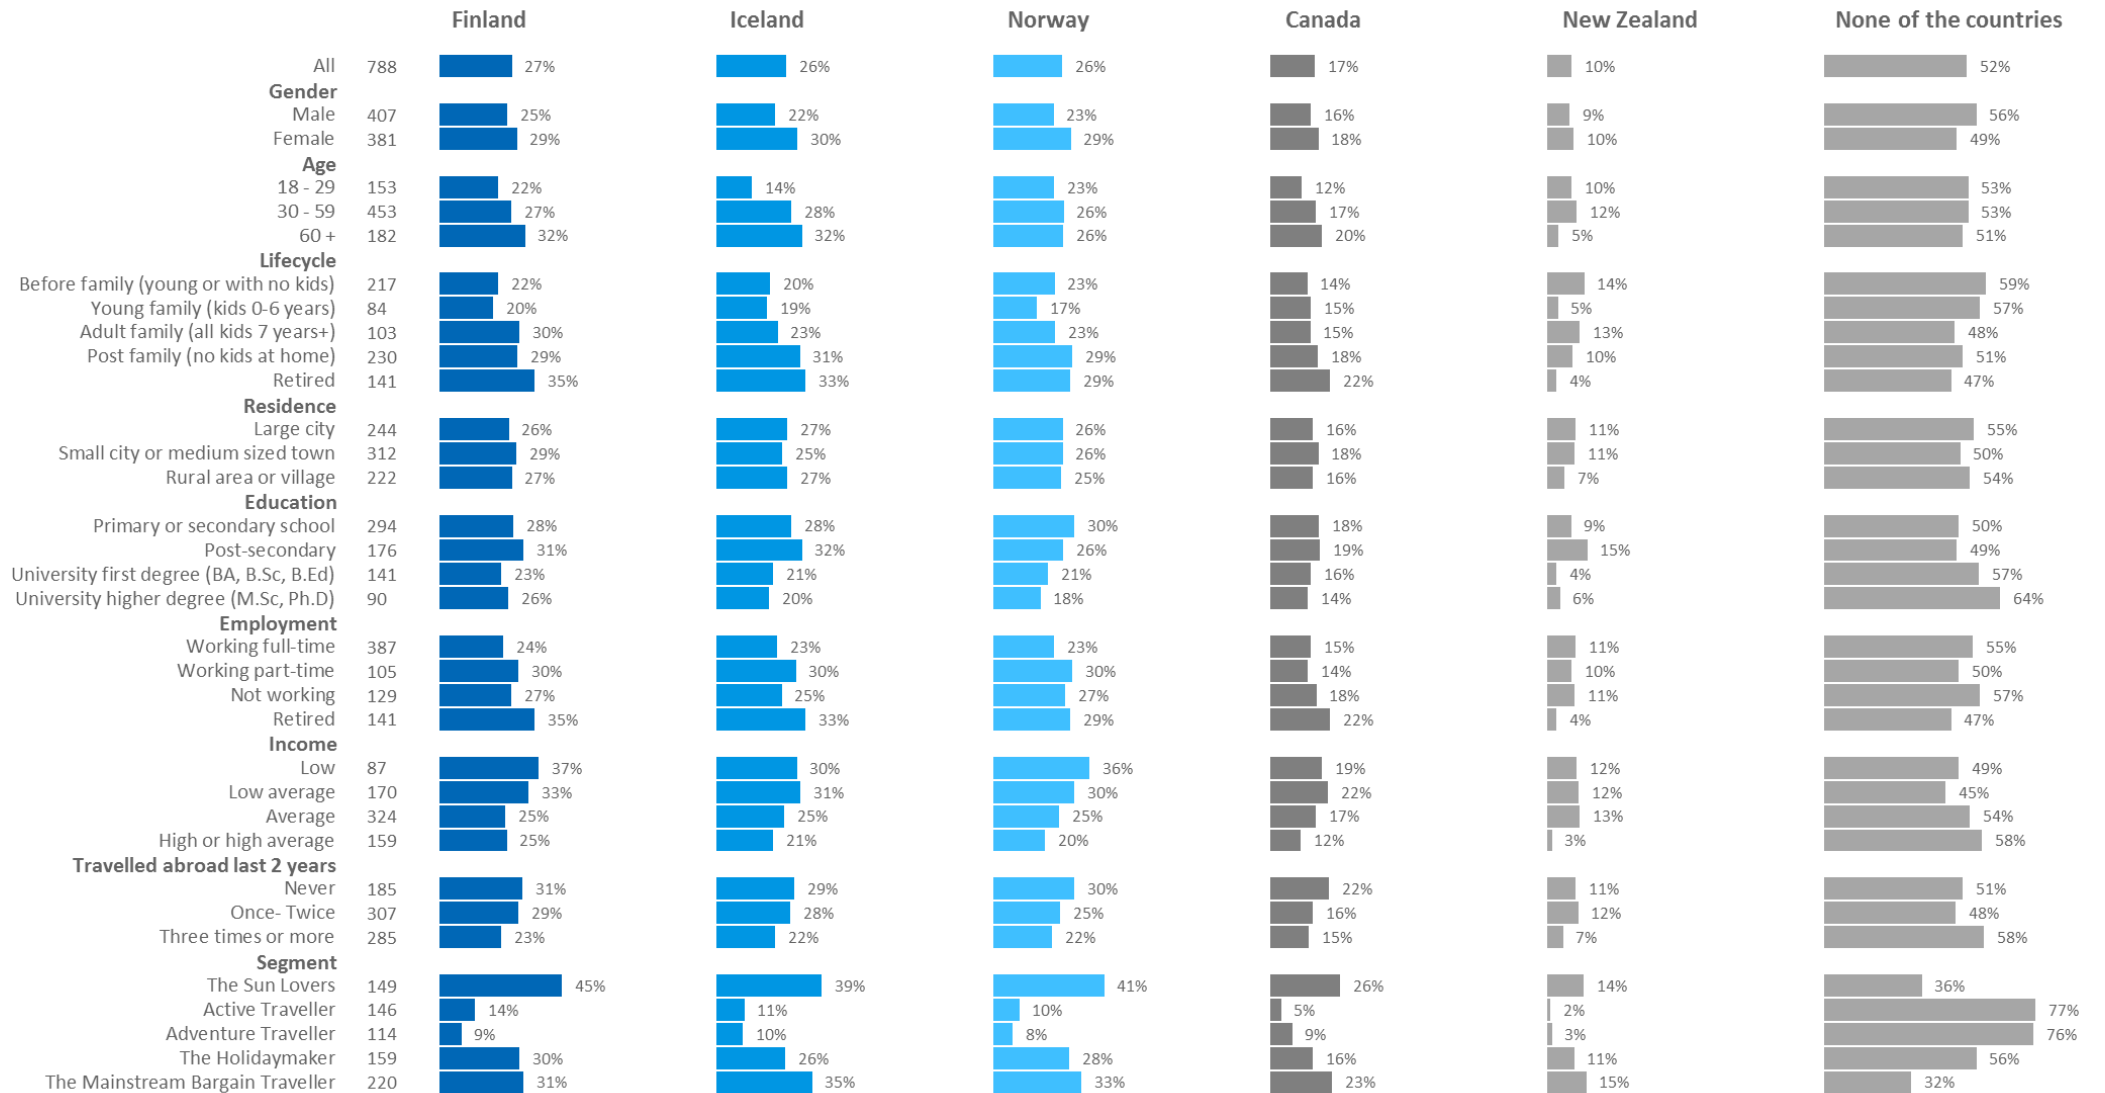 Finland Iceland Norway Canada New Zealand None of the countries
All 788 27% 26% 26% 17% 10% 52%
Gender
Male 407 25% 22% 23% 16% 9% 56%
Female 381 29% 30% 29% 18% 10% 49%
Age
18 - 29 153 22% 14% 23% 12% 10% 53%
30 - 59 453 27% 28% 26% 17% 12% 53%
60 + 182 32% 32% 26% 20% 5% 51%
Lifecycle
Before family (young or with no kids) 217 22% 20% 23% 14% 14% 59%
Young family (kids 0-6 years) 84 20% 19% 17% 15% 5% 57%
Adult family (all kids 7 years+) 103 30% 23% 23% 15% 13% 48%
Post family (no kids at home) 230 29% 31% 29% 18% 10% 51%
Retired 141 35% 33% 29% 22% 4% 47%
Residence
Large city 244 26% 27% 26% 16% 11% 55%
Small city or medium sized town 312 29% 25% 26% 18% 11% 50%
Rural area or village 222 27% 27% 25% 16% 7% 54%
Education
Primary or secondary school 294 28% 28% 30% 18% 9% 50%
Post-secondary 176 31% 32% 26% 19% 15% 49%
University first degree (BA, B.Sc, B.Ed) 141 23% 21% 21% 16% 4% 57%
University higher degree (M.Sc, Ph.D) 90 26% 20% 18% 14% 6% 64%
Employment
Working full-time 387 24% 23% 23% 15% 11% 55%
Working part-time 105 30% 30% 30% 14% 10% 50%
Not working 129 27% 25% 27% 18% 11% 57%
Retired 141 35% 33% 29% 22% 4% 47%
Income
Low 87 37% 30% 36% 19% 12% 49%
Low average 170 33% 31% 30% 22% 12% 45%
Average 324 25% 25% 25% 17% 13% 54%
High or high average 159 25% 21% 20% 12% 3% 58%
Travelled abroad last 2 years
Never 185 31% 29% 30% 22% 11% 51%
Once- Twice 307 29% 28% 25% 16% 12% 48%
Three times or more 285 23% 22% 22% 15% 7% 58%
Segment
The Sun Lovers 149 45% 39% 41% 26% 14% 36%
Active Traveller 146 14% 11% 10% 5% 2% 77%
Adventure Traveller 114 9% 10% 8% 9% 3% 76%
The Holidaymaker 159 30% 26% 28% 16% 11% 56%
The Mainstream Bargain Traveller 220 31% 35% 33% 23% 15% 32%